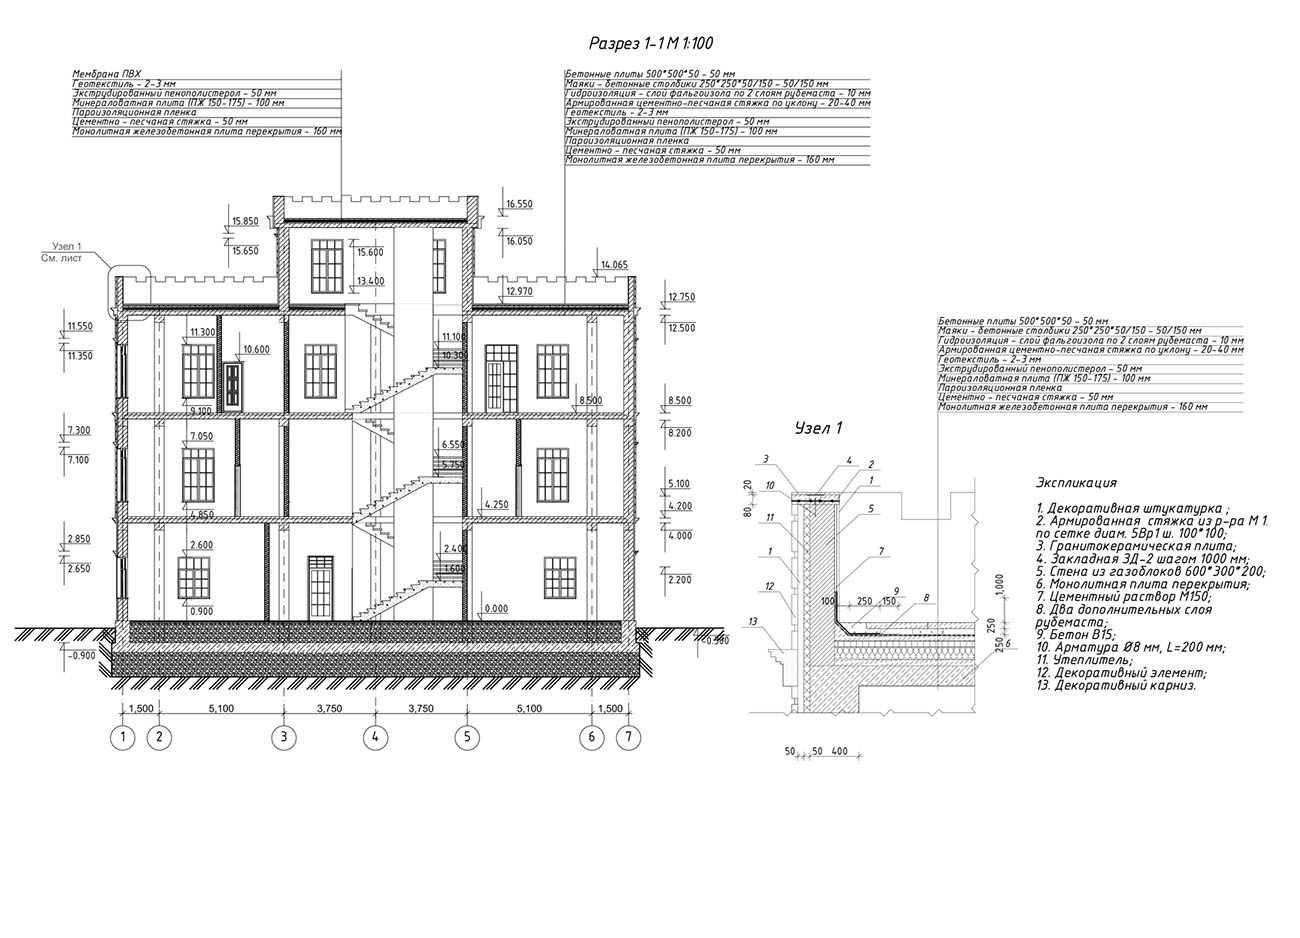 Разрез 1-1 М 1:100
Мембрана ПВХ
Геотекстиль - 2-3 мм
Экструдированный пенополистерол - 50 мм
Минераловатная плита (ПЖ 150-175) - 100 мм
Пароизоляционная пленка
Цементно - песчаная стяжка - 50 мм
Монолитная железобетонная плита перекрытия - 160 мм
Бетонные плиты 500*500*50 - 50 мм
Маяки - бетонные столбики 250*250*50/150 - 50/150 мм
Гидроизоляция - слой фальгоизола по 2 слоям рубемаста - 10 мм
Армированная цементно-песчаная стяжка по уклону - 20-40 мм
Геотекстиль - 2-3 мм
Экструдированный пенополистерол - 50 мм
Минераловатная плита (ПЖ 150-175) - 100 мм
Пароизоляционная пленка
Цементно - песчаная стяжка - 50 мм
Монолитная железобетонная плита перекрытия - 160 мм
16.550
15.850
16.050
15.650
15.600
Узел 1
См. лист
14.065
13.400
12.970
12.750
12.500
11.550
11.350
11.300
11.100
10.600
10.300
9.100
8.500
8.500
8.200
7.300
7.100
7.050
6.550
5.750
5.100
4.850
4.250
4.200
4.000
2.850
2.650
2.600
2.400
1.600
2.200
0.900
0.000
-0.900
-0.900
1,500
5,100
3,750
3,750
5,100
1,500
1
2
3
4
5
6
7
Бетонные плиты 500*500*50 - 50 мм
Маяки - бетонные столбики 250*250*50/150 - 50/150 мм
Гидроизоляция - слой фальгоизола по 2 слоям рубемаста - 10 мм
Армированная цементно-песчаная стяжка по уклону - 20-40 мм
Геотекстиль - 2-3 мм
Экструдированный пенополистерол - 50 мм
Минераловатная плита (ПЖ 150-175) - 100 мм
Пароизоляционная пленка
Цементно - песчаная стяжка - 50 мм
Монолитная железобетонная плита перекрытия - 160 мм
Узел 1
3
4
2
10
1
20
80
5
11
1
7
12
9
8
13
6
100
250
150
1,000
250
250
50
50
400
Экспликация
1. Декоративная штукатурка ;
2. Армированная стяжка из р-ра М 1.
по сетке диам. 5Вр1 ш. 100*100;
3. Гранитокерамическая плита;
4. Закладная ЗД-2 шагом 1000 мм;
5. Стена из газоблоков 600*300*200;
6. Монолитная плита перекрытия;
7. Цементный раствор М150;
8. Два дополнительных слоя
рубемаста;
9. Бетон В15;
10. Арматура Ø8 мм, L=200 мм;
11. Утеплитель;
12. Декоративный элемент;
13. Декоративный карниз.